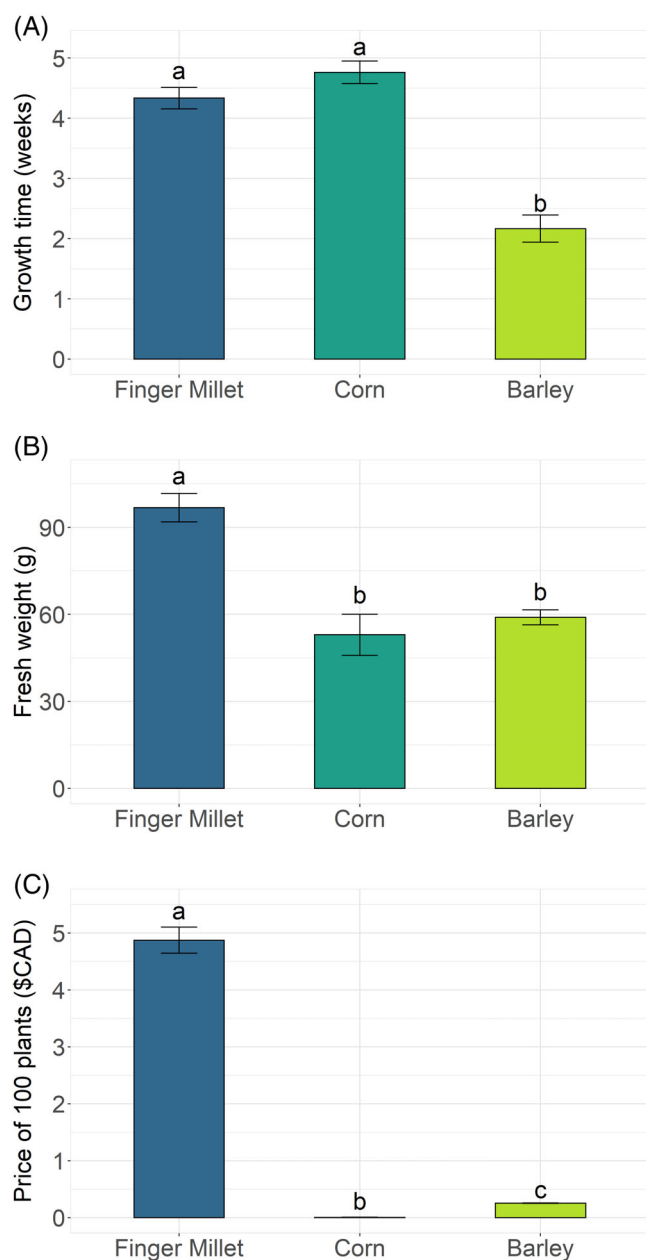 (A)
Growth time (weeks)
5
4
3
2
1
0
a
a
b
Finger Millet Corn Barley
(B)
Fresh weight (g)
90
60
30
0
a
b
b
Finger Millet Corn Barley
(C)
Price of 100 plants ($CAD)
5
4
3
2
1
0
a
b
c
Finger Millet Corn Barley